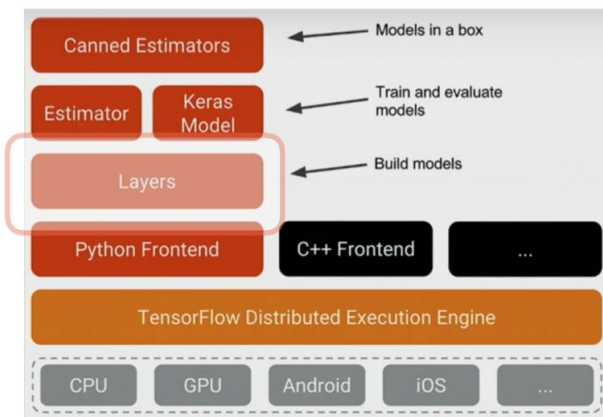 Canned Estimators
Models in a box
Estimator
Keras
Model
Train and evaluate
models
Layers
Build models
Python Frontend
C++ Frontend
...
TensorFlow Distributed Execution Engine
CPU
GPU
Android
iOS
...